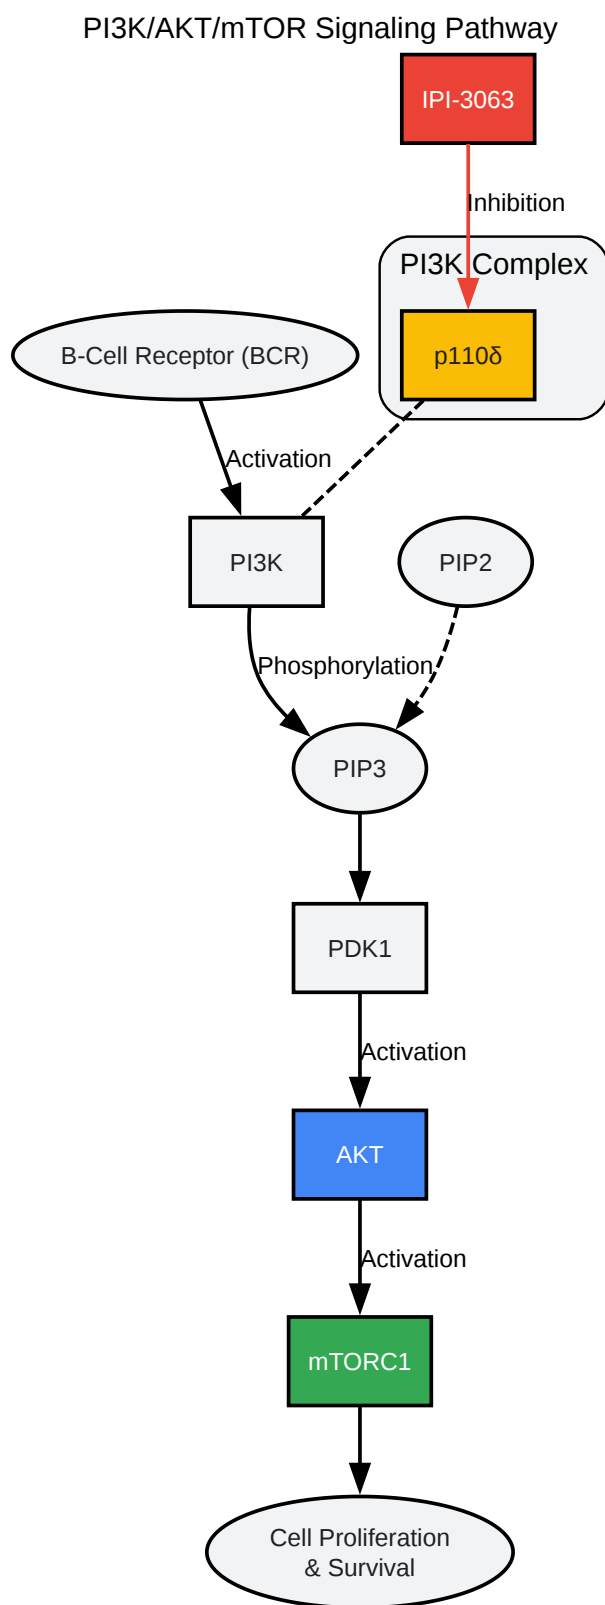 PI3K/AKT/mTOR Signaling Pathway
IPI-3063
Inhibition
PI3K Complex
p110δ
B-Cell Receptor (BCR)
Activation
PI3K
PIP2
Phosphorylation
PIP3
PDK1
Activation
AKT
Activation
mTORC1
Cell Proliferation
& Survival